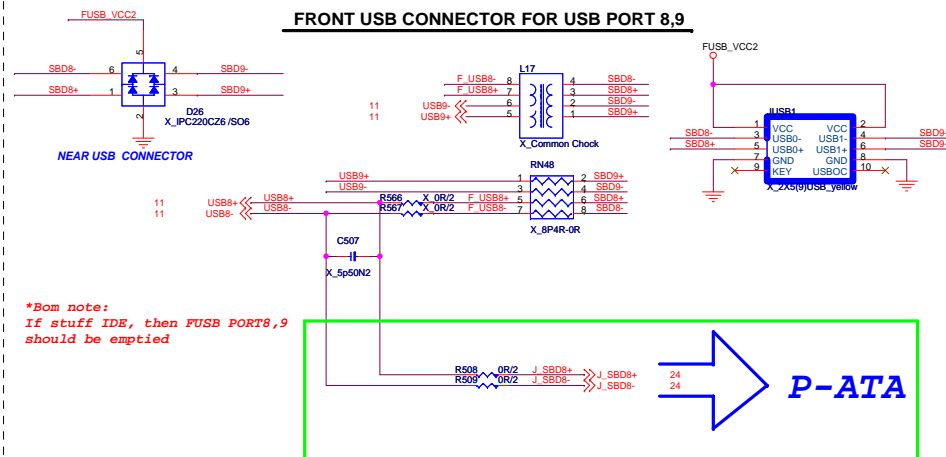 FRONT USB CONNECTOR FOR USB PORT 8,9
FUSB_VCC2
5
SBD8- 6 4 SBD9-
SBD8+ 1 3 SBD9+
2
D26
X_IPC220CZ6 /SO6
NEAR USB CONNECTOR
L17
F_USB8- 8 4 SBD8-
F_USB8+ 7 3 SBD8+
11 USB9- 6 2 SBD9-
11 USB9+ 5 1 SBD9+
X_Common Chock
FUSB_VCC2
JUSB1
1 VCC VCC 2
SBD8- 3 USB0- USB1- 4 SBD9-
SBD8+ 5 USB0+ USB1+ 6 SBD9+
7 GND GND 8
9 KEY USBOC 10
X_2X5(9)USB_yellow
RN48
USB9+ 1 2 SBD9+
USB9- 3 4 SBD9-
11 USB8+ USB8+ R566 X_0R/2 F_USB8+ 5 6 SBD8+
11 USB8- USB8- R567 X_0R/2 F_USB8- 7 8 SBD8-
X_8P4R-0R
C507
X_5p50N2
*Bom note:
If stuff IDE, then FUSB PORT8,9
should be emptied
R508 0R/2 J_SBD8+ J_SBD8+ 24
R509 0R/2 J_SBD8- J_SBD8- 24
P-ATA